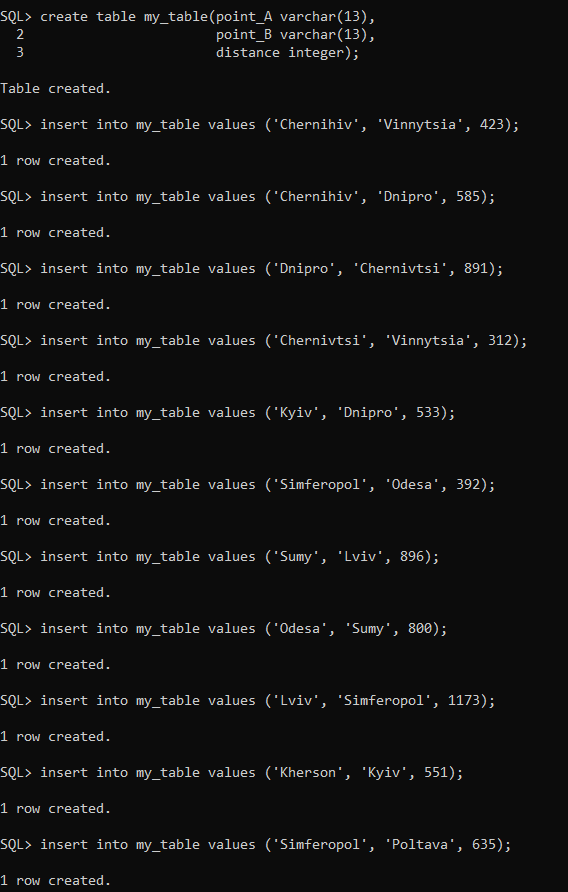 SQL> create table my_table(point_A varchar(13),
  2                        point_B varchar(13),
  3                        distance integer);
Table created.
SQL> insert into my_table values ('Chernihiv', 'Vinnytsia', 423);
1 row created.
SQL> insert into my_table values ('Chernihiv', 'Dnipro', 585);
1 row created.
SQL> insert into my_table values ('Dnipro', 'Chernivtsi', 891);
1 row created.
SQL> insert into my_table values ('Chernivtsi', 'Vinnytsia', 312);
1 row created.
SQL> insert into my_table values ('Kyiv', 'Dnipro', 533);
1 row created.
SQL> insert into my_table values ('Simferopol', 'Odesa', 392);
1 row created.
SQL> insert into my_table values ('Sumy', 'Lviv', 896);
1 row created.
SQL> insert into my_table values ('Odesa', 'Sumy', 800);
1 row created.
SQL> insert into my_table values ('Lviv', 'Simferopol', 1173);
1 row created.
SQL> insert into my_table values ('Kherson', 'Kyiv', 551);
1 row created.
SQL> insert into my_table values ('Simferopol', 'Poltava', 635);
1 row created.